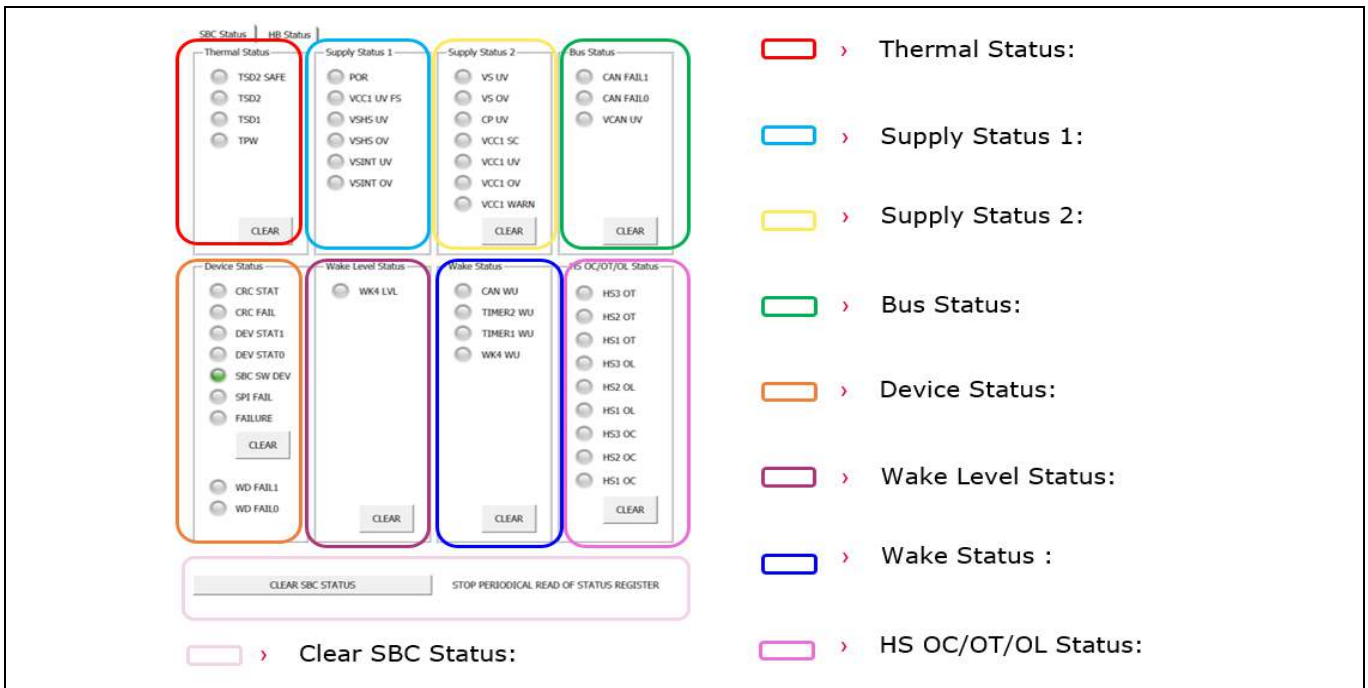 SBC Status HB Status
Thermal Status
TSD2 SAFE
TSD2
TSD1
TPW
CLEAR
Supply Status 1
POR
VCC1 UV FS
VSHS UV
VSHS OV
VSINT UV
VSINT OV
Supply Status 2
VS UV
VS OV
CP UV
VCC1 SC
VCC1 UV
VCC1 OV
VCC1 WARN
CLEAR
Bus Status
CAN FAIL1
CAN FAIL0
VCAN UV
CLEAR
Device Status
CRC STAT
CRC FAIL
DEV STAT1
DEV STAT0
SBC SW DEV
SPI FAIL
FAILURE
CLEAR
WD FAIL1
WD FAIL0
Wake Level Status
WK4 LVL
CLEAR
Wake Status
CAN WU
TIMER2 WU
TIMER1 WU
WK4 WU
CLEAR
HS OC/OT/OL Status
HS3 OT
HS2 OT
HS1 OT
HS3 OL
HS2 OL
HS1 OL
HS3 OC
HS2 OC
HS1 OC
CLEAR
CLEAR SBC STATUS STOP PERIODICAL READ OF STATUS REGISTER
› Clear SBC Status:
› Thermal Status:
› Supply Status 1:
› Supply Status 2:
› Bus Status:
› Device Status:
› Wake Level Status:
› Wake Status :
› HS OC/OT/OL Status: